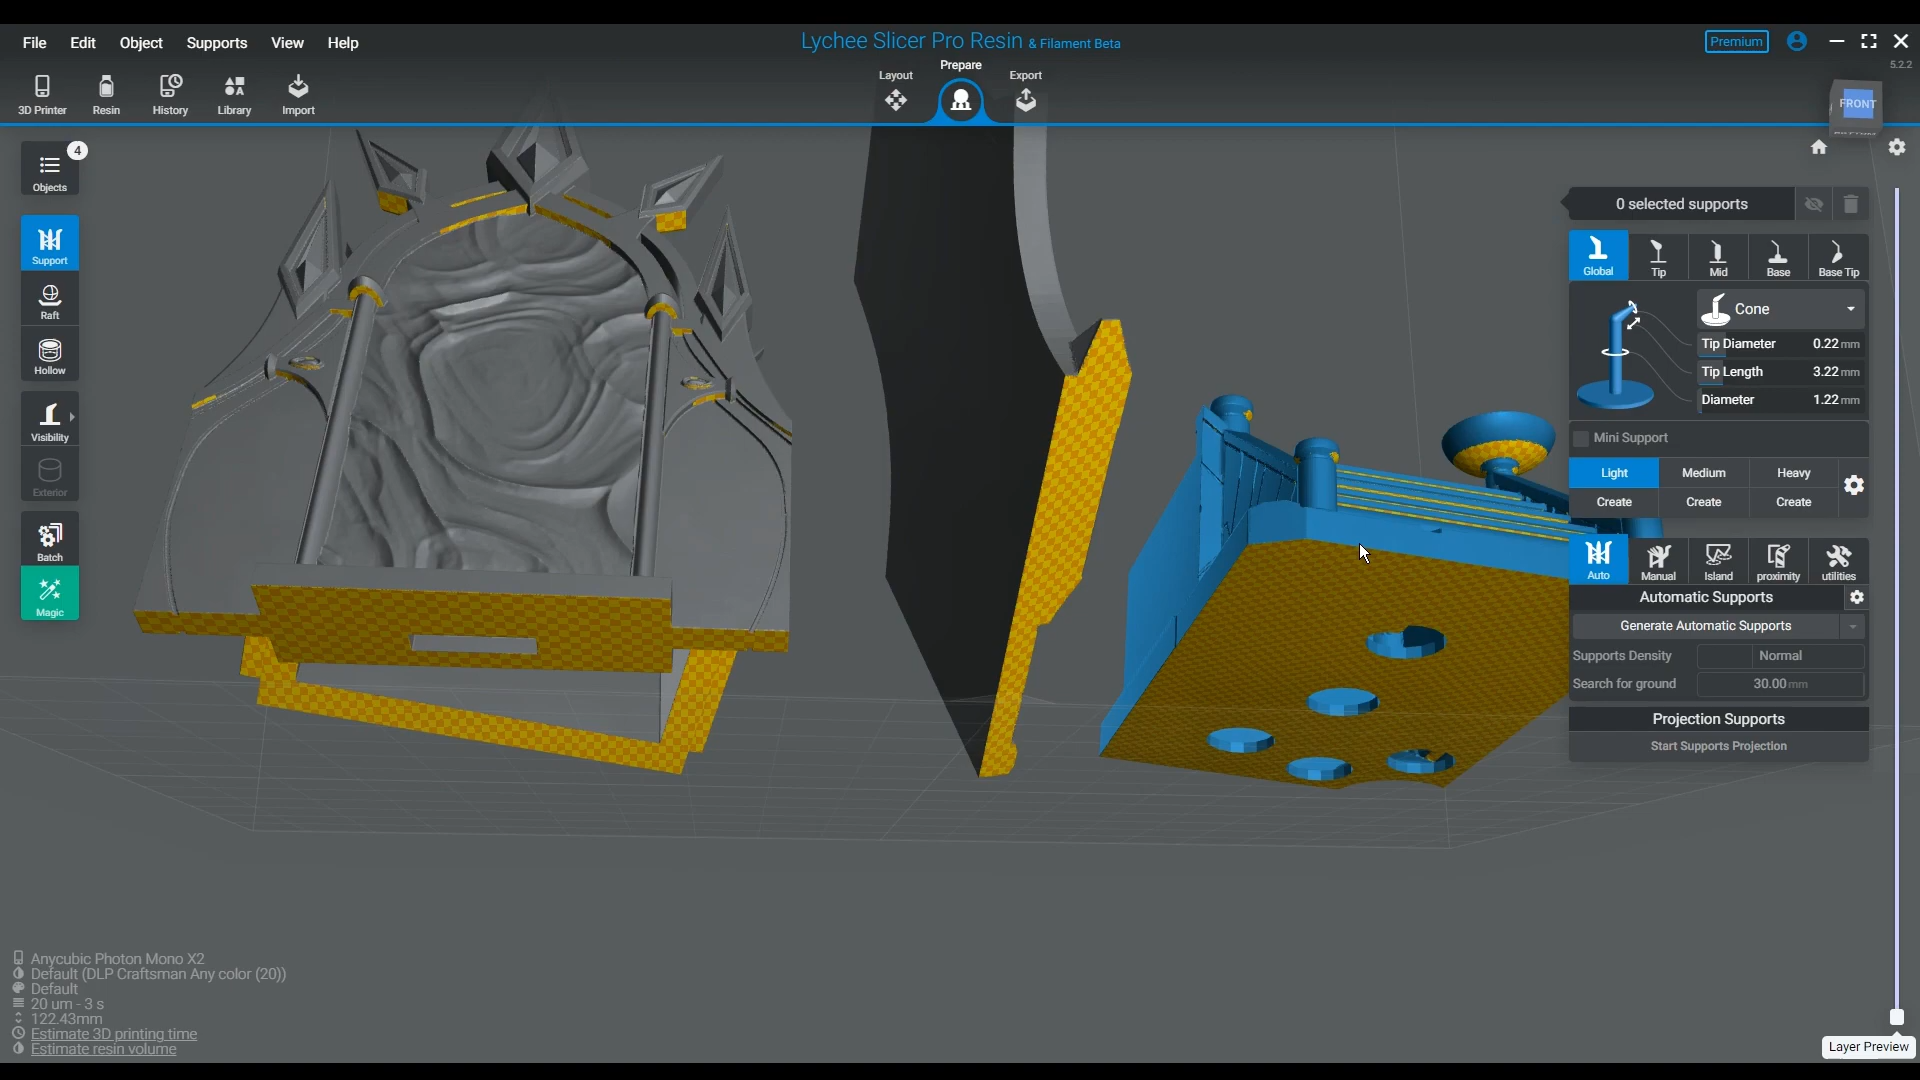 File Edit Object Supports View Help
Lychee Slicer Pro Resin & Filament Beta
Premium
5.2.2
3D Printer Resin History Library Import
Layout Prepare Export
FRONT
4
Objects
Support
Raft
Hollow
Visibility
Exterior
Batch
Magic
0 selected supports
Global Tip Mid Base Base Tip
Cone
Tip Diameter 0.22 mm
Tip Length 3.22 mm
Diameter 1.22 mm
Mini Support
Light Medium Heavy
Create Create Create
Auto Manual Island proximity utilities
Automatic Supports
Generate Automatic Supports
Supports Density Normal
Search for ground 30.00 mm
Projection Supports
Start Supports Projection
Anycubic Photon Mono X2
Default (DLP Craftsman Any color (20))
Default
20 um - 3 s
122.43mm
Estimate 3D printing time
Estimate resin volume
Layer Preview